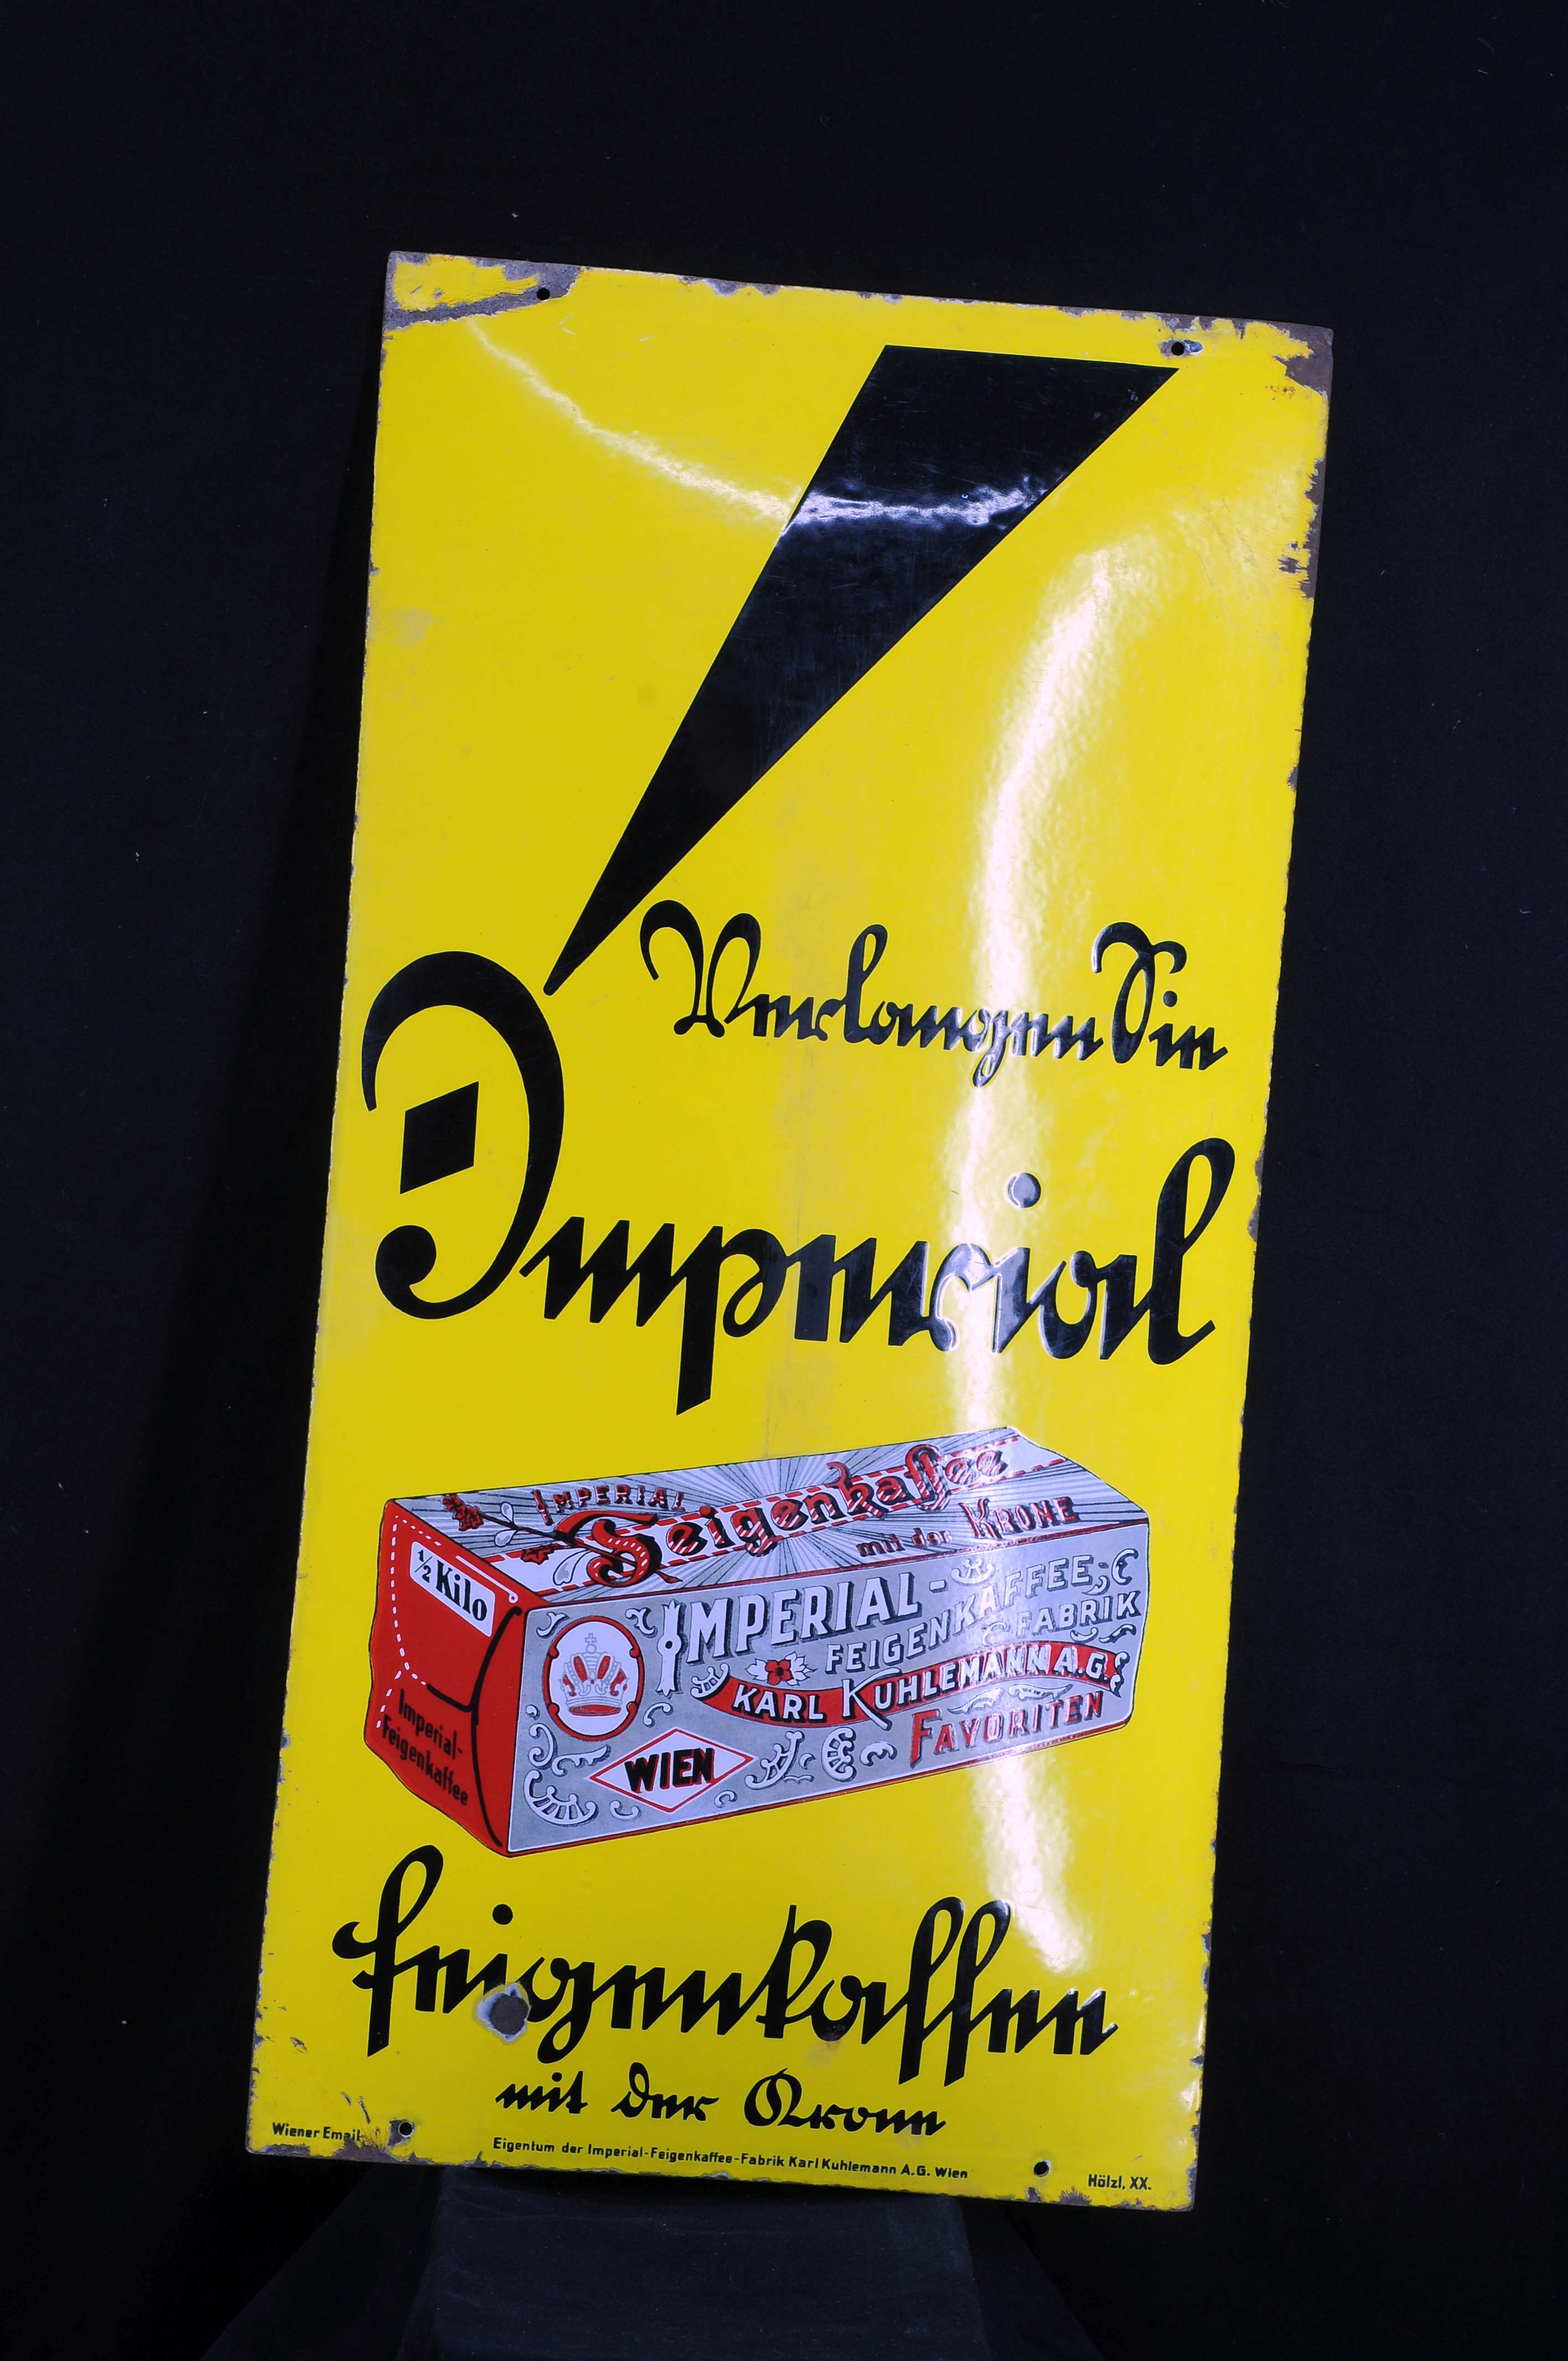 Verlangen Sie
Imperial
IMPERIAL
Feigenkaffee
mit der KRONE
1/2 Kilo
Imperial-
Feigenkaffee
IMPERIAL-
FEIGENKAFFEE-
FABRIK
KARL KUHLEMANN A.G.
WIEN
FAVORITEN
Feigenkaffee
mit der Krone
Wiener Email
Eigentum der Imperial-Feigenkaffee-Fabrik Karl Kuhlemann A.G. Wien
Hölzl, XX.